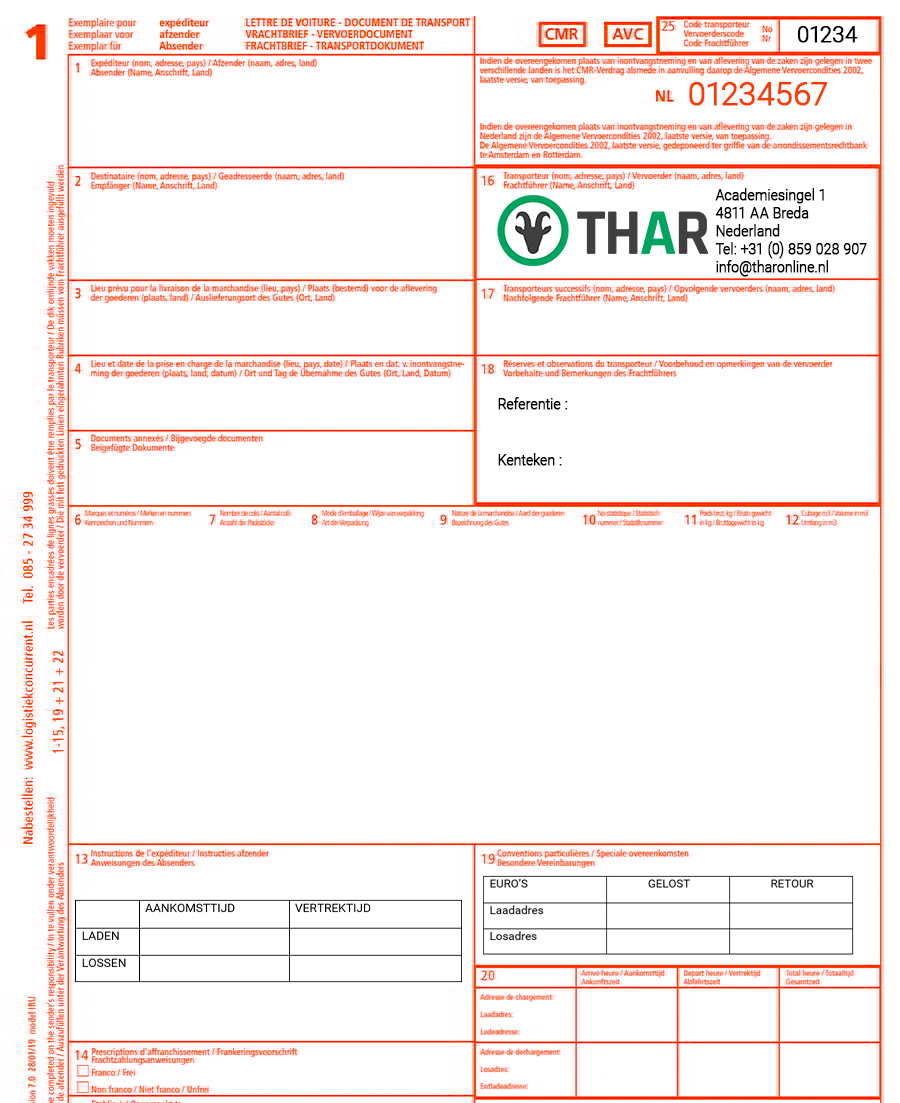 1
Exemplaire pour expéditeur
Exemplaar voor afzender
Exemplar für Absender
LETTRE DE VOITURE - DOCUMENT DE TRANSPORT
VRACHTBRIEF - VERVOERDOCUMENT
FRACHTBRIEF - TRANSPORTDOKUMENT
CMR
AVC
25 Code transporteur
Vervoerderscode
Code Frachtführer
No
Nr
01234
1 Expéditeur (nom, adresse, pays) / Afzender (naam, adres, land)
Absender (Name, Anschrift, Land)
Indien de overeengekomen plaats van inontvangstneming en van aflevering van de zaken zijn gelegen in twee
verschillende landen is het CMR-Verdrag alsmede in aanvulling daarop de Algemene Vervoercondities 2002,
laatste versie, van toepassing.
NL 01234567
Indien de overeengekomen plaats van inontvangstneming en van aflevering van de zaken zijn gelegen in
Nederland zijn de Algemene Vervoercondities 2002, laatste versie, van toepassing.
De Algemene Vervoercondities 2002, laatste versie, gedeponeerd ter griffie van de arrondissementsrechtbank
te Amsterdam en Rotterdam.
2 Destinataire (nom, adresse, pays) / Geadresseerde (naam, adres, land)
Empfänger (Name, Anschrift, Land)
16 Transporteur (nom, adresse, pays) / Vervoerder (naam, adres, land)
Frachtführer (Name, Anschrift, Land)
THAR
Academiesingel 1
4811 AA Breda
Nederland
Tel: +31 (0) 859 028 907
info@tharonline.nl
3 Lieu prévu pour la livraison de la marchandise (lieu, pays) / Plaats (bestemd) voor de aflevering
der goederen (plaats, land) / Auslieferungsort des Gutes (Ort, Land)
17 Transporteurs successifs (nom, adresse, pays) / Opvolgende vervoerders (naam, adres, land)
Nachfolgende Frachtführer (Name, Anschrift, Land)
4 Lieu et date de la prise en charge de la marchandise (lieu, pays, date) / Plaats en dat. v. inontvangstne-
ming der goederen (plaats, land, datum) / Ort und Tag de Übernahme des Gutes (Ort, Land, Datum)
18 Réserves et observations du transporteur / Voorbehoud en opmerkingen van de vervoerder
Vorbehalte und Bemerkungen des Frachtführers
Referentie :
Kenteken :
5 Documents annexés / Bijgevoegde documenten
Beigefügte Dokumente
6 Marques et numéros / Merken en nummers
Kennzeichen und Nummern
7 Nombre de colis / Aantal colli
Anzahl der Packstücke
8 Mode d'emballage / Wijze van verpakking
Art der Verpackung
9 Nature de la marchandise / Aard der goederen
Bezeichnung des Gutes
10 No statistique / Statistisch
nummer / Statistiknummer
11 Poids brut, kg / Bruto gewicht
in kg / Bruttogewicht in kg
12 Cubage m3 / Volume in m3
Umfang in m3
13 Instructions de l'expéditeur / Instructies afzender
Anweisungen des Absenders
AANKOMSTTIJD VERTREKTIJD
LADEN
LOSSEN
19 Conventions particulières / Speciale overeenkomsten
Besondere Vereinbarungen
EURO'S GELOST RETOUR
Laadadres
Losadres
20
Arrivé heure / Aankomsttijd
Ankunftszeit
Depart heure / Vertrektijd
Abfahrtszeit
Total heure / Totaaltijd
Gesamtzeit
Adresse de chargement:
Laadadres:
Ladeadresse:
Adresse de dechargement:
Losadres:
Entladeadresse:
14 Prescriptions d'affranchissement / Frankeringsvoorschrift
Frachtzahlungsanweisungen
Franco / Frei
Non franco / Niet franco / Unfrei
Nabestellen: www.logistiekconcurrent.nl Tel. 085 - 27 34 999
Les parties encadrées de lignes grasses doivent être remplies par le transporteur / De dik omlijnde vakken moeten ingevuld
worden door de vervoerder / Die mit fett gedruckten Linien eingerahmten Rubriken müssen vom Frachtführer ausgefüllt werden
1-15, 19 + 21 + 22
completed on the sender's responsibility / In te vullen onder verantwoordelijkheid
de afzender / Auszufüllen unter der Verantwortung des Absenders
7.0 28/01/19 model IRU